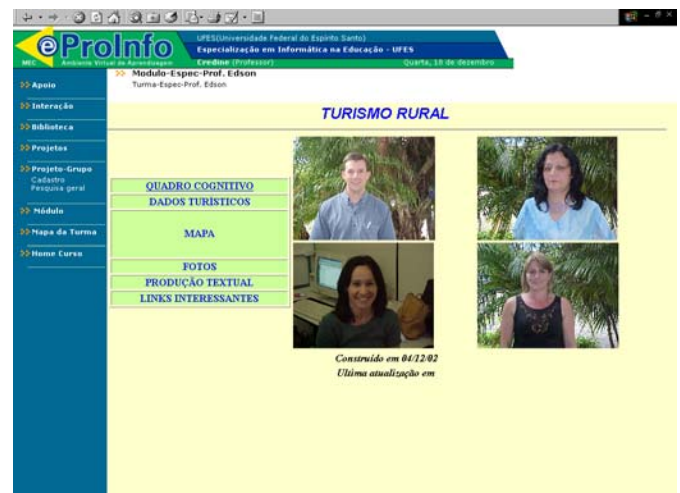 eProInfo
MEC Ambiente Virtual de Aprendizagem
UFES(Universidade Federal do Espírito Santo)
Especialização em Informática na Educação - UFES
Credine (Professor) Quarta, 18 de dezembro
>> Modulo-Espec-Prof. Edson
Turma-Espec-Prof. Edson
>> Apoio
>> Interação
>> Biblioteca
>> Projetos
>> Projeto-Grupo
Cadastro
Pesquisa geral
>> Módulo
>> Mapa da Turma
>> Home Curso
TURISMO RURAL
QUADRO COGNITIVO
DADOS TURÍSTICOS
MAPA
FOTOS
PRODUÇÃO TEXTUAL
LINKS INTERESSANTES
Construído em 04/12/02
Ultima atualização em